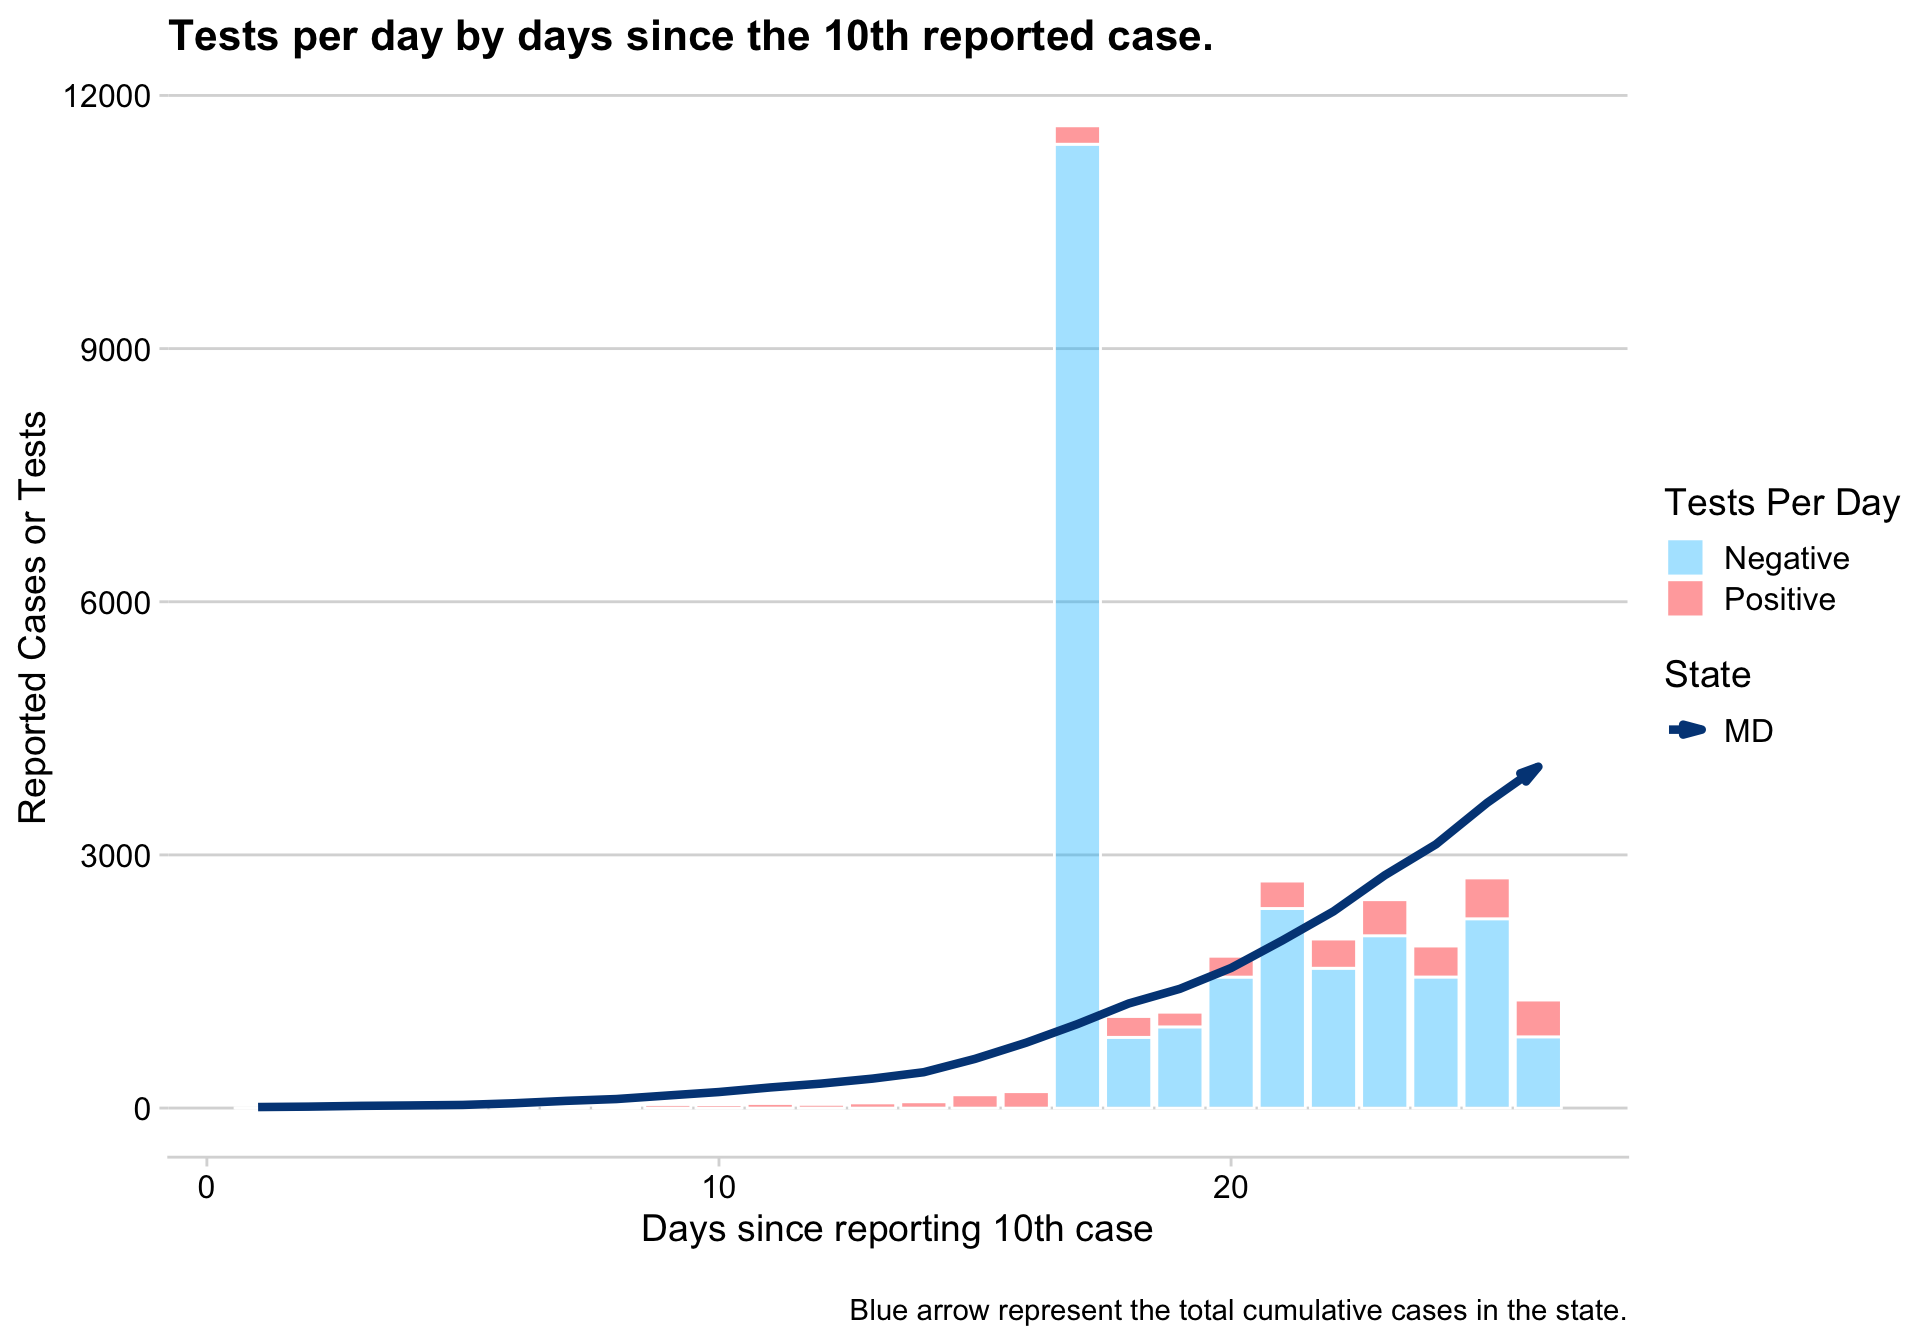 Tests per day by days since the 10th reported case.
12000
9000
6000
3000
0
Reported Cases or Tests
0 10 20
Days since reporting 10th case
Tests Per Day
Negative
Positive
State
MD
Blue arrow represent the total cumulative cases in the state.